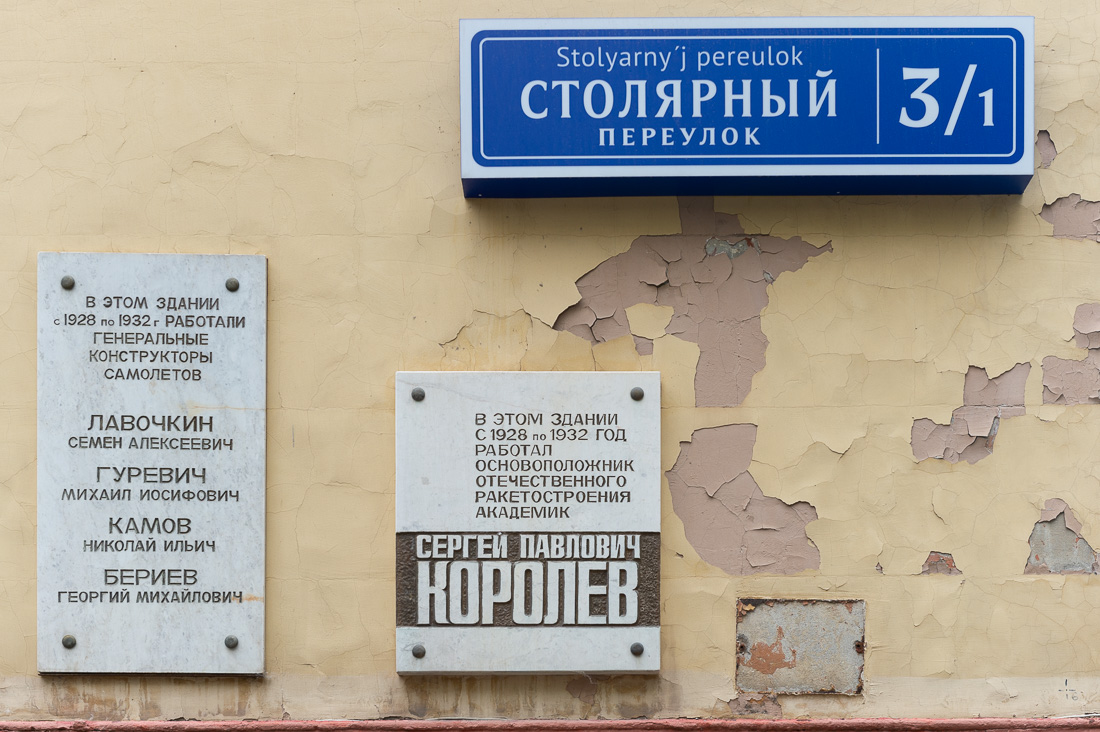 Stolyarny´j pereulok
СТОЛЯРНЫЙ
ПЕРЕУЛОК
3/1
В ЭТОМ ЗДАНИИ
с 1928 по 1932 г РАБОТАЛИ
ГЕНЕРАЛЬНЫЕ
КОНСТРУКТОРЫ
САМОЛЕТОВ
ЛАВОЧКИН
СЕМЕН АЛЕКСЕЕВИЧ
ГУРЕВИЧ
МИХАИЛ ИОСИФОВИЧ
КАМОВ
НИКОЛАЙ ИЛЬИЧ
БЕРИЕВ
ГЕОРГИЙ МИХАЙЛОВИЧ
В ЭТОМ ЗДАНИИ
С 1928 по 1932 ГОД
РАБОТАЛ
ОСНОВОПОЛОЖНИК
ОТЕЧЕСТВЕННОГО
РАКЕТОСТРОЕНИЯ
АКАДЕМИК
СЕРГЕЙ ПАВЛОВИЧ
КОРОЛЕВ